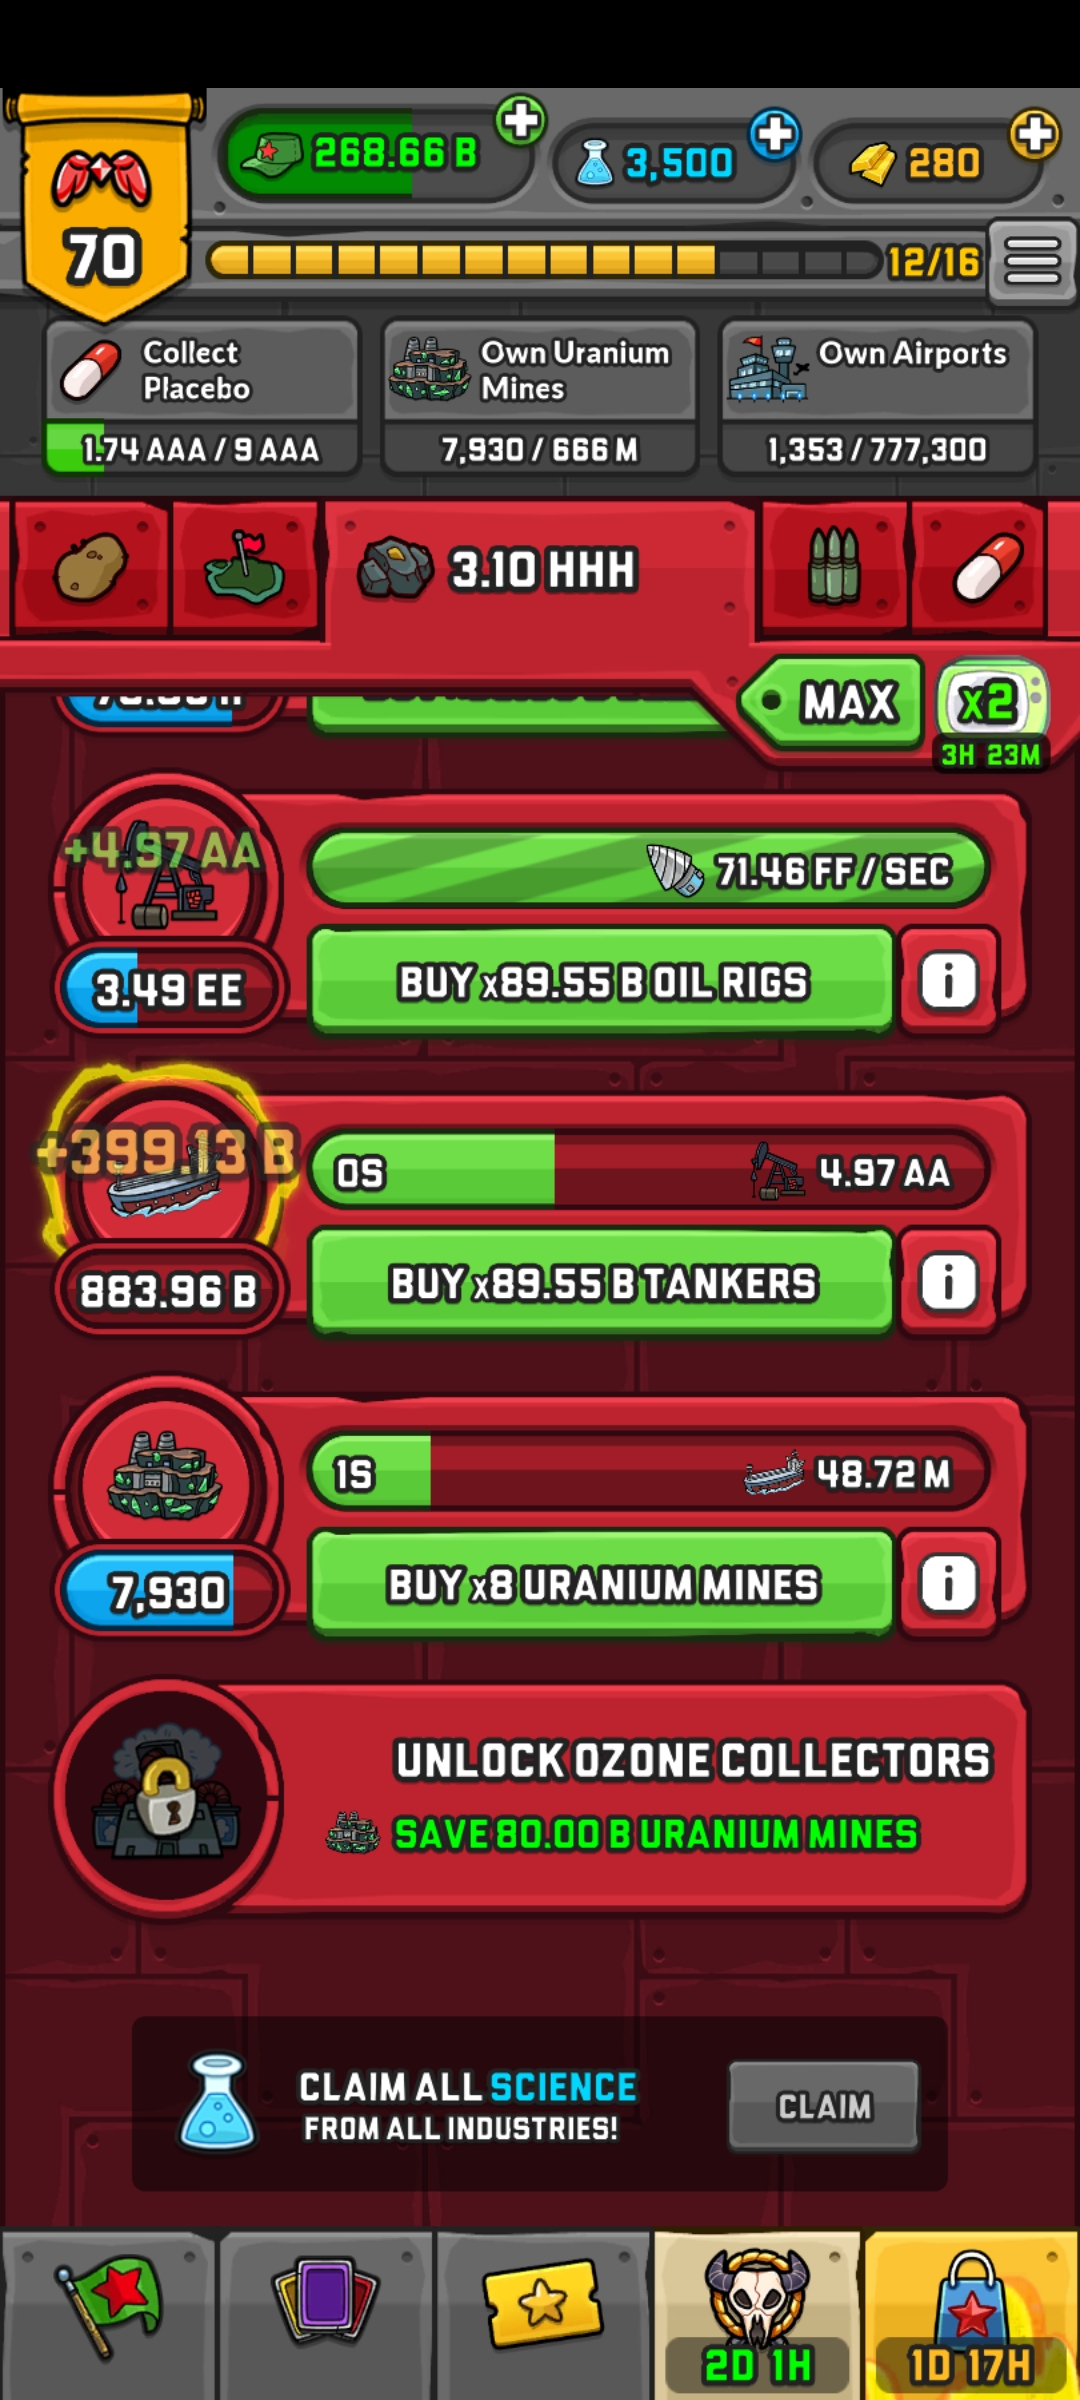 268.66 B
3,500
280
70
12/16
Collect
Placebo
1.74 AAA / 9 AAA
Own Uranium
Mines
7,930 / 666 M
Own Airports
1,353 / 777,300
3.10 HHH
MAX
x2
3H 23M
+4.97 AA
71.46 FF / SEC
3.49 EE
BUY x89.55 B OIL RIGS
i
+399.13 B
0S
4.97 AA
883.96 B
BUY x89.55 B TANKERS
i
1S
48.72 M
7,930
BUY x8 URANIUM MINES
i
UNLOCK OZONE COLLECTORS
SAVE 80.00 B URANIUM MINES
CLAIM ALL SCIENCE
FROM ALL INDUSTRIES!
CLAIM
2D 1H
1D 17H